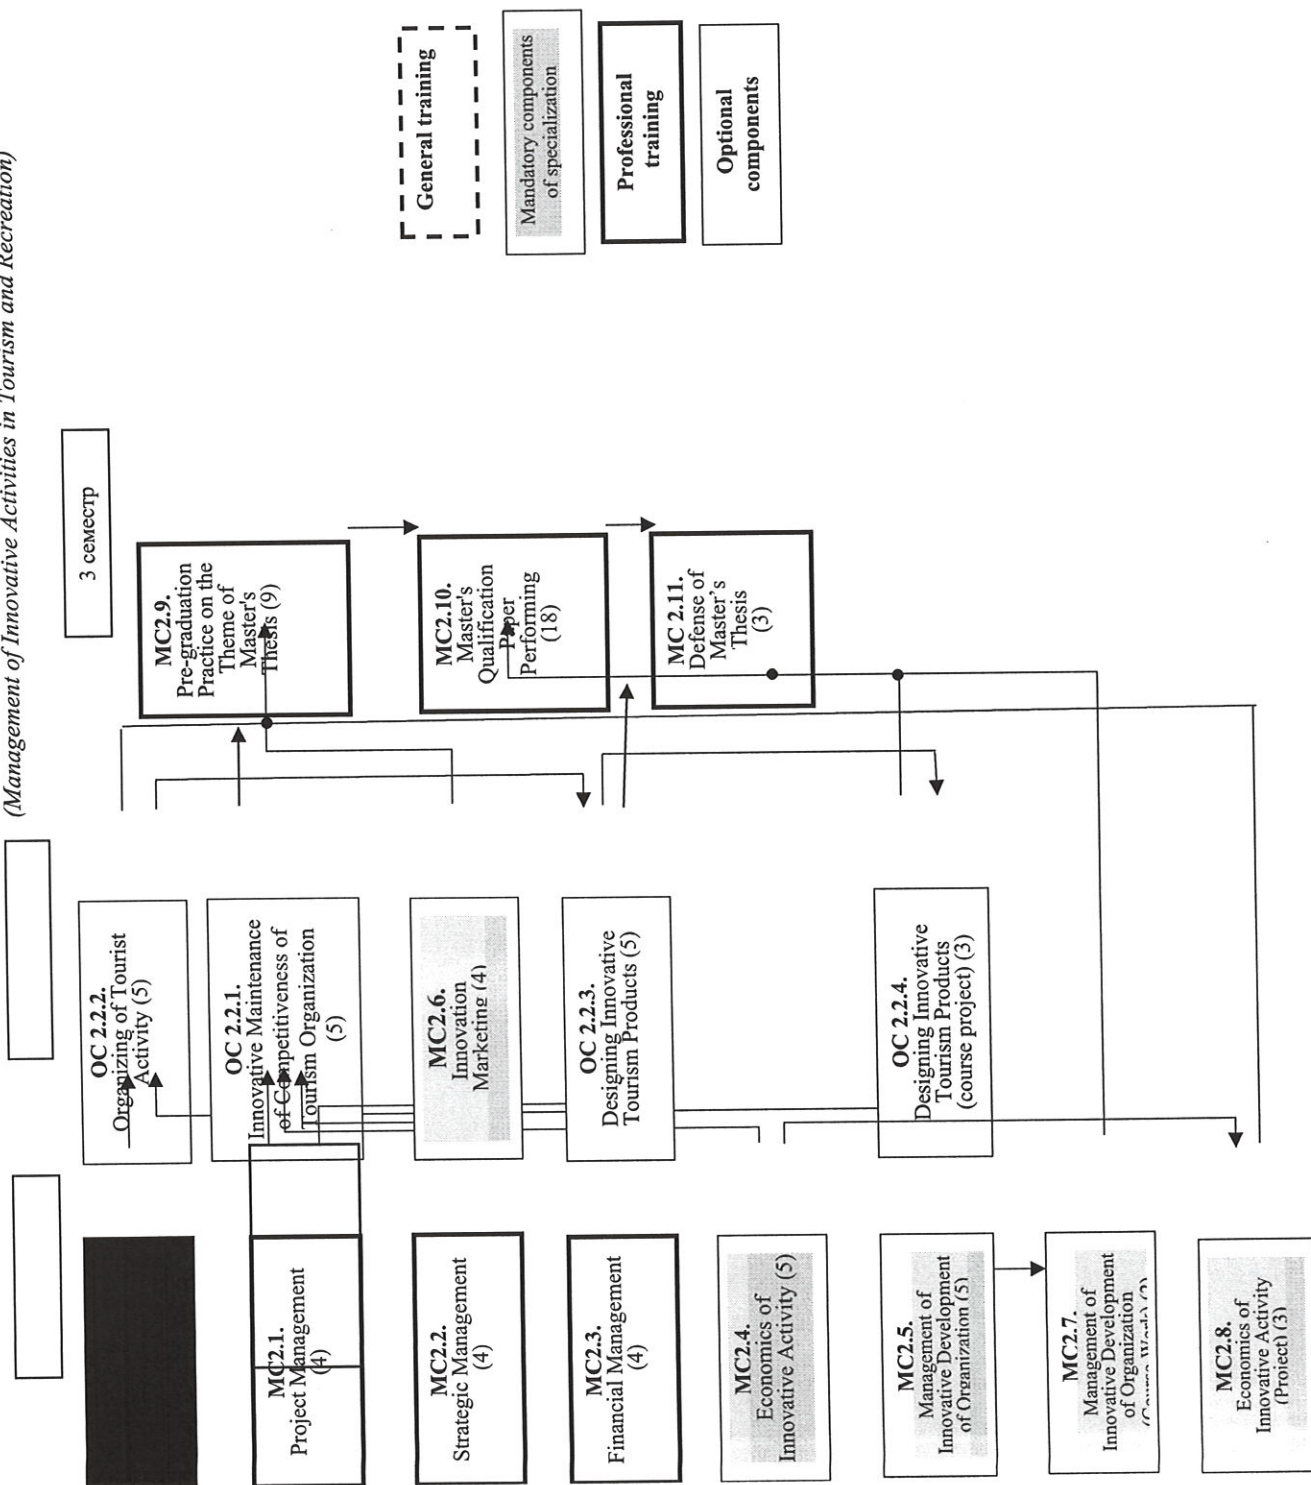 (Management of Innovative Activities in Tourism and Recreation)
3 семестр
MC2.1.
Project Management
(4)
MC2.2.
Strategic Management
(4)
MC2.3.
Financial Management
(4)
MC2.4.
Economics of
Innovative Activity (5)
MC2.5.
Management of
Innovative Development
of Organization (5)
MC2.7.
Management of
Innovative Development
of Organization
MC2.8.
Economics of
Innovative Activity
(Project) (3)
OC 2.2.2.
Organizing of Tourist
Activity (5)
OC 2.2.1.
Innovative Maintenance
of Competitiveness of
Tourism Organization
(5)
MC2.6.
Innovation
Marketing (4)
OC 2.2.3.
Designing Innovative
Tourism Products (5)
OC 2.2.4.
Designing Innovative
Tourism Products
(course project) (3)
MC2.9.
Pre-graduation
Practice on the
Theme of
Master's
Thesis (9)
MC2.10.
Master's
Qualification
Paper
Performing
(18)
MC 2.11.
Defense of
Master's
Thesis
(3)
General training
Mandatory components
of specialization
Professional
training
Optional
components